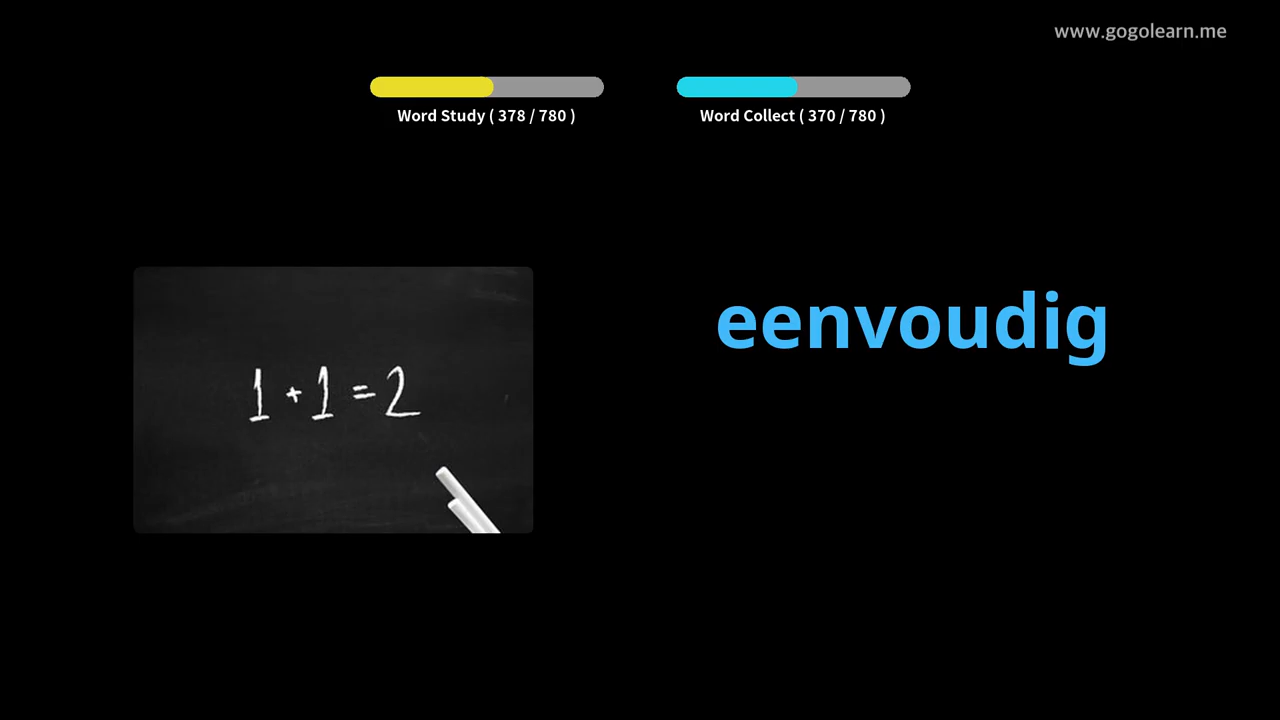 www.gogolearn.me
Word Study ( 378 / 780 )
Word Collect ( 370 / 780 )
eenvoudig
1 + 1 = 2